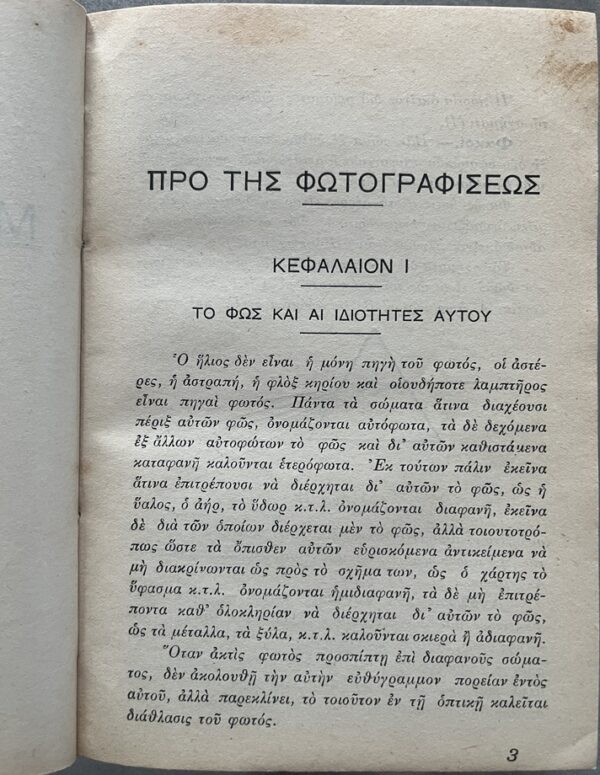 ΠΡΟ ΤΗΣ ΦΩΤΟΓΡΑΦΙΣΕΩΣ
ΚΕΦΑΛΑΙΟΝ Ι
ΤΟ ΦΩΣ ΚΑΙ ΑΙ ΙΔΙΟΤΗΤΕΣ ΑΥΤΟΥ
Ὁ ἥλιος δὲν εἶναι ἡ μόνη πηγὴ τοῦ φωτός, οἱ ἀστέ-
ρες, ἡ ἀστραπή, ἡ φλὸξ κηρίου καὶ οἱουδήποτε λαμπτῆρος
εἶναι πηγαὶ φωτός. Πάντα τὰ σώματα ἅτινα διαχέουσι
πέριξ αὐτῶν φῶς, ὀνομάζονται αὐτόφωτα, τὰ δὲ δεχόμενα
ἐξ ἄλλων αὐτοφώτων τὸ φῶς καὶ δι' αὐτῶν καθιστάμενα
καταφανῆ καλοῦνται ἑτερόφωτα. Ἐκ τούτων πάλιν ἐκεῖνα
ἅτινα ἐπιτρέπουσι νὰ διέρχηται δι' αὐτῶν τὸ φῶς, ὡς ἡ
ὕαλος, ὁ ἀήρ, τὸ ὕδωρ κ.τ.λ. ὀνομάζονται διαφανῆ, ἐκεῖνα
δὲ διὰ τῶν ὁποίων διέρχεται μὲν τὸ φῶς, ἀλλὰ τοιουτοτρό-
πως ὥστε τὰ ὄπισθεν αὐτῶν εὑρισκόμενα ἀντικείμενα νὰ
μὴ διακρίνωνται ὡς πρὸς τὸ σχῆμα των, ὡς ὁ χάρτης τὸ
ὕφασμα κ.τ.λ. ὀνομάζονται ἡμιδιαφανῆ, τὰ δὲ μὴ ἐπιτρέ-
ποντα καθ' ὁλοκληρίαν νὰ διέρχηται δι' αὐτῶν τὸ φῶς,
ὡς τὰ μέταλλα, τὰ ξύλα, κ.τ.λ. καλοῦνται σκιερὰ ἢ ἀδιαφανῆ.
Ὅταν ἀκτὶς φωτὸς προσπίπτῃ ἐπὶ διαφανοῦς σώμα-
τος, δὲν ἀκολουθῇ τὴν αὐτὴν εὐθύγραμμον πορείαν ἐντὸς
αὐτοῦ, ἀλλὰ παρεκλίνει, τὸ τοιοῦτον ἐν τῇ ὀπτικῇ καλεῖται
διάθλασις τοῦ φωτός.
3